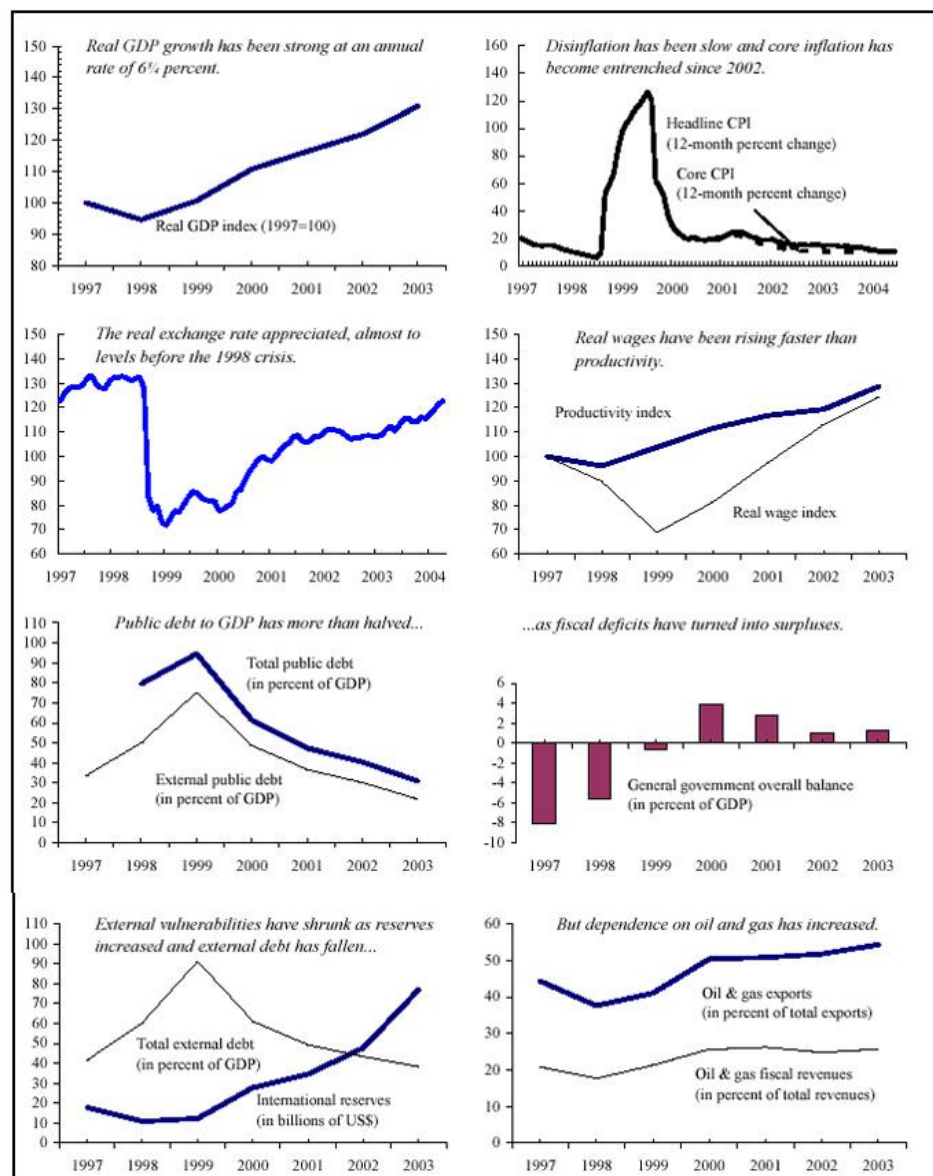 Real GDP growth has been strong at an annual
rate of 6¾ percent.
150
140
130
120
110
100
90
80
Real GDP index (1997=100)
1997 1998 1999 2000 2001 2002 2003
Disinflation has been slow and core inflation has
become entrenched since 2002.
160
140
120
100
80
60
40
20
0
Headline CPI
(12-month percent change)
Core CPI
(12-month percent change)
1997 1998 1999 2000 2001 2002 2003 2004
The real exchange rate appreciated, almost to
levels before the 1998 crisis.
150
140
130
120
110
100
90
80
70
60
1997 1998 1999 2000 2001 2002 2003 2004
Real wages have been rising faster than
productivity.
150
140
130
120
110
100
90
80
70
60
Productivity index
Real wage index
1997 1998 1999 2000 2001 2002 2003
Public debt to GDP has more than halved...
100
90
80
70
60
50
40
30
20
10
0
Total public debt
(in percent of GDP)
External public debt
(in percent of GDP)
1997 1998 1999 2000 2001 2002 2003
...as fiscal deficits have turned into surpluses.
6
4
2
0
-2
-4
-6
-8
-10
General government overall balance
(in percent of GDP)
1997 1998 1999 2000 2001 2002 2003
External vulnerabilities have shrunk as reserves
increased and external debt has fallen...
110
100
90
80
70
60
50
40
30
20
10
0
Total external debt
(in percent of GDP)
International reserves
(in billions of US$)
1997 1998 1999 2000 2001 2002 2003
But dependence on oil and gas has increased.
60
50
40
30
20
10
0
Oil & gas exports
(in percent of total exports)
Oil & gas fiscal revenues
(in percent of total revenues)
1997 1998 1999 2000 2001 2002 2003